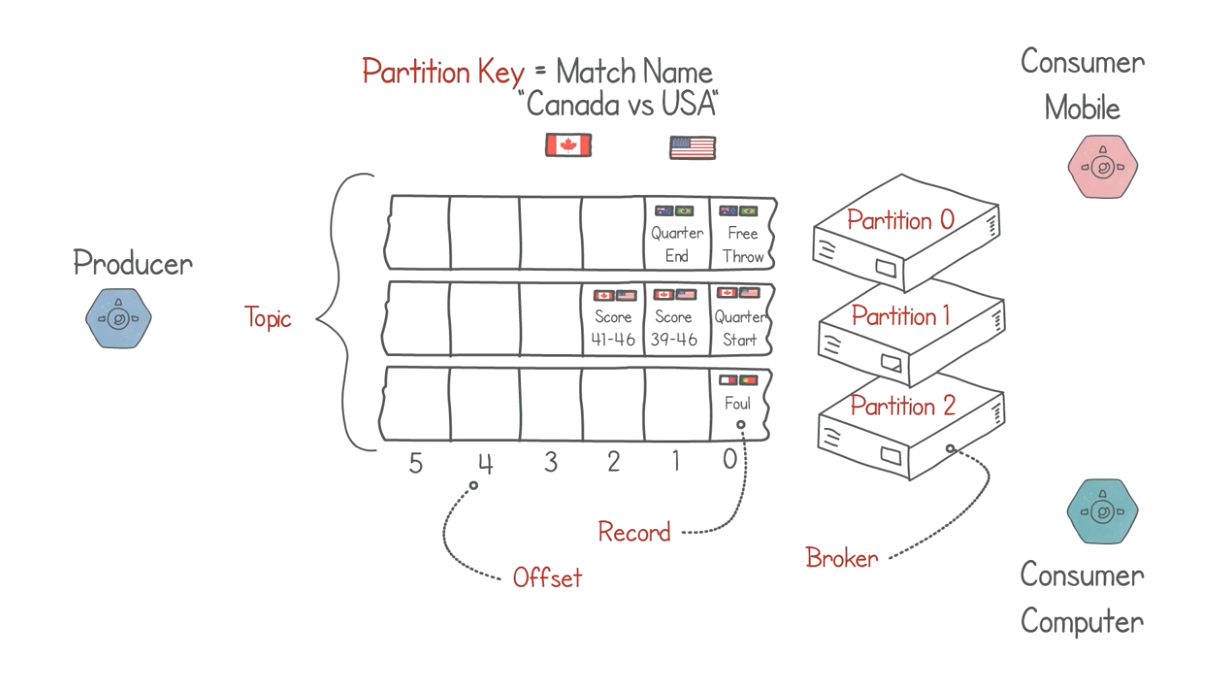 Partition Key = Match Name
"Canada vs USA"
Consumer
Mobile
Producer
Topic
Quarter
End
Free
Throw
Partition 0
Score
41-46
Score
39-46
Quarter
Start
Partition 1
Foul
Partition 2
5 4 3 2 1 0
Record
Offset
Broker
Consumer
Computer